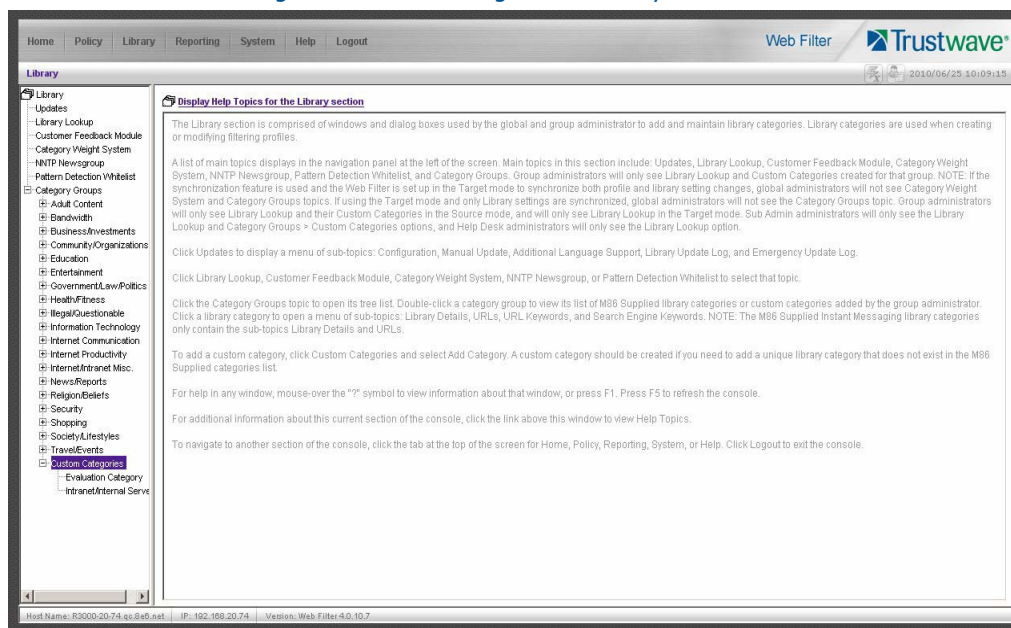 Home Policy Library Reporting System Help Logout
Web Filter
Trustwave
Library
2010/06/25 10:09:15
Library
Updates
Library Lookup
Customer Feedback Module
Category Weight System
NNTP Newsgroup
Pattern Detection Whitelist
Category Groups
Adult Content
Bandwidth
Business/Investments
Community/Organizations
Education
Entertainment
Government/Law/Politics
Health/Fitness
Illegal/Questionable
Information Technology
Internet Communication
Internet Productivity
Internet/Intranet Misc.
News/Reports
Religion/Beliefs
Security
Shopping
Society/Lifestyles
Travel/Events
Custom Categories
Evaluation Category
Intranet/Internal Serve
Display Help Topics for the Library section
The Library section is comprised of windows and dialog boxes used by the global and group administrator to add and maintain library categories. Library categories are used when creating
or modifying filtering profiles.
A list of main topics displays in the navigation panel at the left of the screen. Main topics in this section include: Updates, Library Lookup, Customer Feedback Module, Category Weight
System, NNTP Newsgroup, Pattern Detection Whitelist, and Category Groups. Group administrators will only see Library Lookup and Custom Categories created for that group. NOTE: If the
synchronization feature is used and the Web Filter is set up in the Target mode to synchronize both profile and library setting changes, global administrators will not see Category Weight
System and Category Groups topics. If using the Target mode and only Library settings are synchronized, global administrators will not see the Category Groups topic. Group administrators
will only see Library Lookup and their Custom Categories in the Source mode, and will only see Library Lookup in the Target mode. Sub Admin administrators will only see the Library
Lookup and Category Groups > Custom Categories options, and Help Desk administrators will only see the Library Lookup option.
Click Updates to display a menu of sub-topics: Configuration, Manual Update, Additional Language Support, Library Update Log, and Emergency Update Log.
Click Library Lookup, Customer Feedback Module, Category Weight System, NNTP Newsgroup, or Pattern Detection Whitelist to select that topic.
Click the Category Groups topic to open its tree list. Double-click a category group to view its list of M86 Supplied library categories or custom categories added by the group administrator.
Click a library category to open a menu of sub-topics: Library Details, URLs, URL Keywords, and Search Engine Keywords. NOTE: The M86 Supplied Instant Messaging library categories
only contain the sub-topics Library Details and URLs.
To add a custom category, click Custom Categories and select Add Category. A custom category should be created if you need to add a unique library category that does not exist in the M86
Supplied categories list.
For help in any window, mouse-over the "?" symbol to view information about that window, or press F1. Press F5 to refresh the console.
For additional information about this current section of the console, click the link above this window to view Help Topics.
To navigate to another section of the console, click the tab at the top of the screen for Home, Policy, Reporting, System, or Help. Click Logout to exit the console.
Host Name: R3000-20-74.qc.8e6.net IP: 192.168.20.74 Version: Web Filter 4.0.10.7